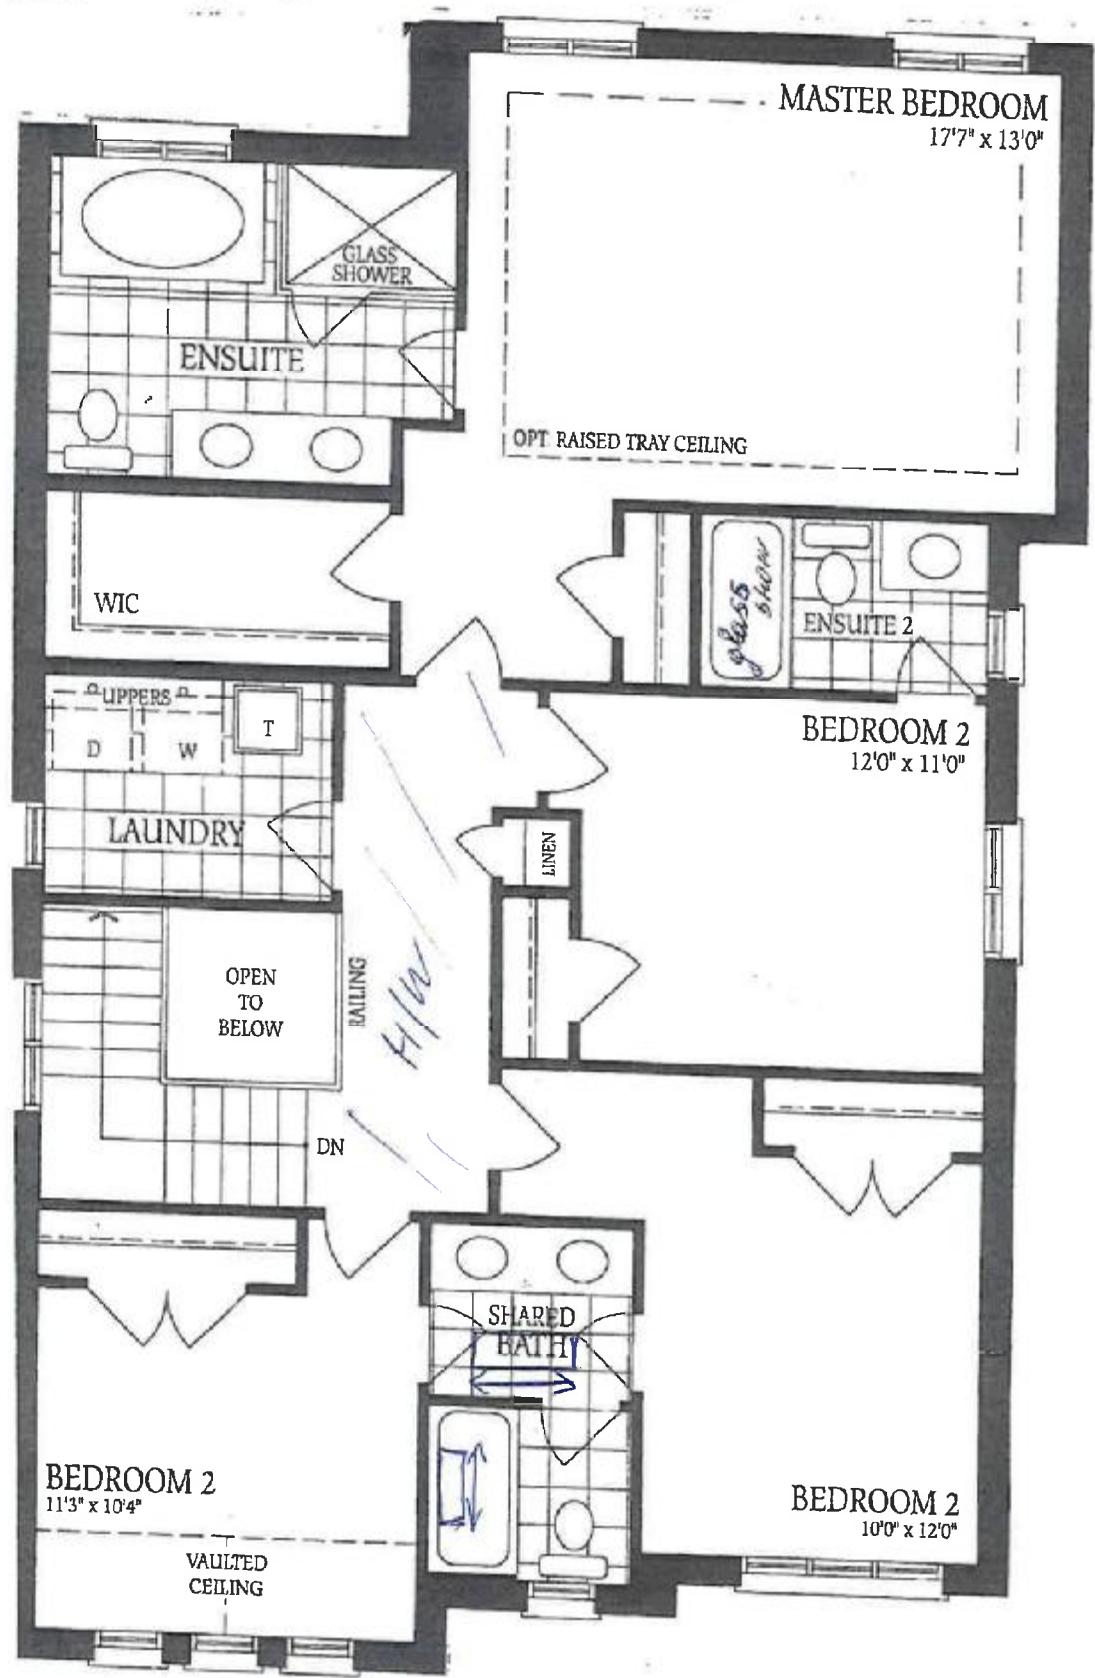 MASTER BEDROOM
17'7" x 13'0"
GLASS
SHOWER
ENSUITE
OPT. RAISED TRAY CEILING
WIC
glass
show
ENSUITE 2
UPPERS
D
W
T
BEDROOM 2
12'0" x 11'0"
LAUNDRY
LINEN
OPEN
TO
BELOW
RAILING
H/W
DN
SHARED
BATH
BEDROOM 2
11'3" x 10'4"
BEDROOM 2
10'0" x 12'0"
VAULTED
CEILING